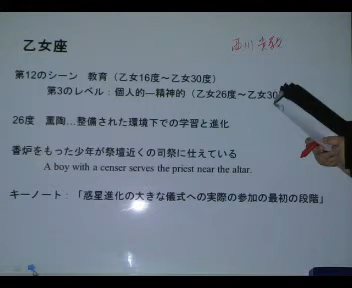 乙女座
西川
第12のシーン 教育(乙女16度〜乙女30度)
第3のレベル:個人的―精神的(乙女26度〜乙女30
26度 薫陶…整備された環境下での学習と進化
香炉をもった少年が祭壇近くの司祭に仕えている
A boy with a censer serves the priest near the altar.
キーノート:「惑星進化の大きな儀式への実際の参加の最初の段階」